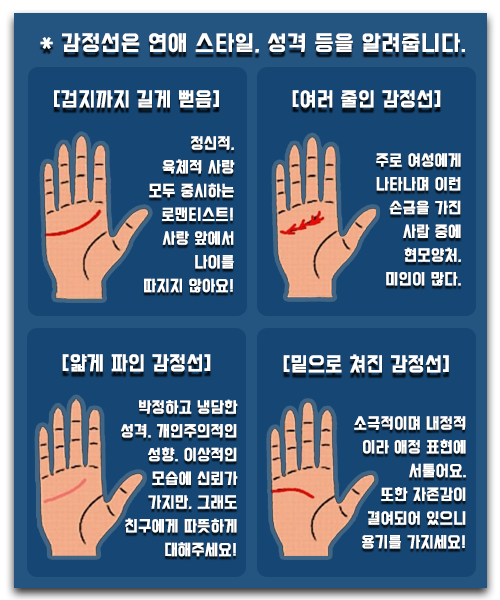 * 감정선은 연애 스타일, 성격 등을 알려줍니다.
[검지까지 길게 뻗음]
정신적,
육체적 사랑
모두 중시하는
로맨티스트!
사랑 앞에서
나이를
따지지 않아요!
[여러 줄인 감정선]
주로 여성에게
나타나며 이런
손금을 가진
사람 중에
현모양처,
미인이 많다.
[얇게 파인 감정선]
박정하고 냉담한
성격. 개인주의적인
성향. 이상적인
모습에 신뢰가
가지만, 그래도
친구에게 따뜻하게
대해주세요!
[밑으로 쳐진 감정선]
소극적이며 내정적
이라 애정 표현에
서툴어요.
또한 자존감이
결여되어 있으니
용기를 가지세요!